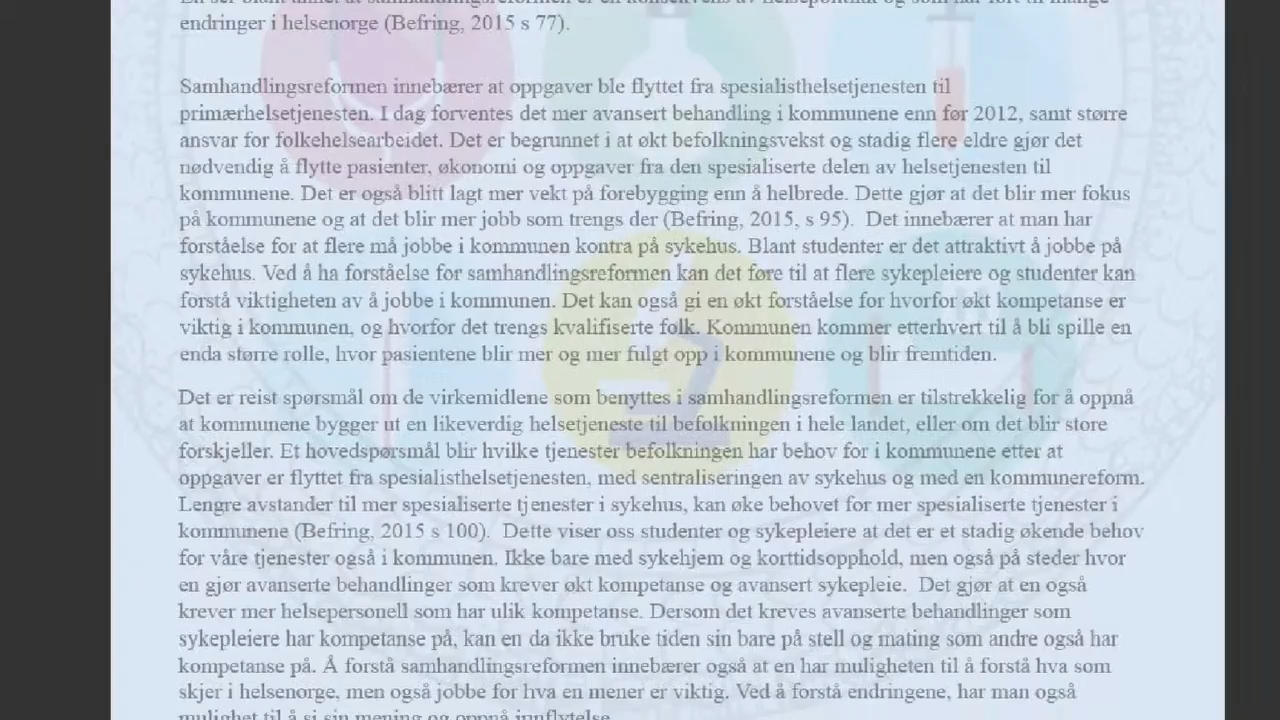 endringer i helsenorge (Befring, 2015 s 77).
Samhandlingsreformen innebærer at oppgaver ble flyttet fra spesialisthelsetjenesten til
primærhelsetjenesten. I dag forventes det mer avansert behandling i kommunene enn før 2012, samt større
ansvar for folkehelsearbeidet. Det er begrunnet i at økt befolkningsvekst og stadig flere eldre gjør det
nødvendig å flytte pasienter, økonomi og oppgaver fra den spesialiserte delen av helsetjenesten til
kommunene. Det er også blitt lagt mer vekt på forebygging enn å helbrede. Dette gjør at det blir mer fokus
på kommunene og at det blir mer jobb som trengs der (Befring, 2015, s 95).  Det innebærer at man har
forståelse for at flere må jobbe i kommunen kontra på sykehus. Blant studenter er det attraktivt å jobbe på
sykehus. Ved å ha forståelse for samhandlingsreformen kan det føre til at flere sykepleiere og studenter kan
forstå viktigheten av å jobbe i kommunen. Det kan også gi en økt forståelse for hvorfor økt kompetanse er
viktig i kommunen, og hvorfor det trengs kvalifiserte folk. Kommunen kommer etterhvert til å bli spille en
enda større rolle, hvor pasientene blir mer og mer fulgt opp i kommunene og blir fremtiden.
Det er reist spørsmål om de virkemidlene som benyttes i samhandlingsreformen er tilstrekkelig for å oppnå
at kommunene bygger ut en likeverdig helsetjeneste til befolkningen i hele landet, eller om det blir store
forskjeller. Et hovedspørsmål blir hvilke tjenester befolkningen har behov for i kommunene etter at
oppgaver er flyttet fra spesialisthelsetjenesten, med sentraliseringen av sykehus og med en kommunereform.
Lengre avstander til mer spesialiserte tjenester i sykehus, kan øke behovet for mer spesialiserte tjenester i
kommunene (Befring, 2015 s 100).  Dette viser oss studenter og sykepleiere at det er et stadig økende behov
for våre tjenester også i kommunen. Ikke bare med sykehjem og korttidsopphold, men også på steder hvor
en gjør avanserte behandlinger som krever økt kompetanse og avansert sykepleie.  Det gjør at en også
krever mer helsepersonell som har ulik kompetanse. Dersom det kreves avanserte behandlinger som
sykepleiere har kompetanse på, kan en da ikke bruke tiden sin bare på stell og mating som andre også har
kompetanse på. Å forstå samhandlingsreformen innebærer også at en har muligheten til å forstå hva som
skjer i helsenorge, men også jobbe for hva en mener er viktig. Ved å forstå endringene, har man også
mulighet til å si sin mening og oppnå innflytelse.